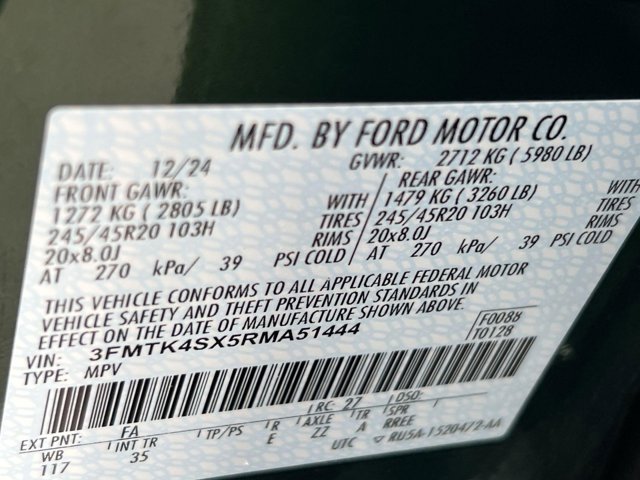 MFD. BY FORD MOTOR CO.
DATE: 12/24 GVWR: 2712 KG ( 5980 LB)
FRONT GAWR: REAR GAWR:
1272 KG ( 2805 LB) WITH 1479 KG ( 3260 LB) WITH
245/45R20 103H TIRES 245/45R20 103H TIRES
20x8.0J RIMS 20x8.0J RIMS
AT 270 kPa/ 39 PSI COLD AT 270 kPa/ 39 PSI COLD
THIS VEHICLE CONFORMS TO ALL APPLICABLE FEDERAL MOTOR
VEHICLE SAFETY AND THEFT PREVENTION STANDARDS IN
EFFECT ON THE DATE OF MANUFACTURE SHOWN ABOVE.
VIN: 3FMTK4SX5RMA51444 F0088
TYPE: MPV T0128
EXT PNT: FA RC: 27 DSO:
WB INT TR TP/PS R AXLE TR SPR
117 35 E ZZ A RREE
UTC RU5A-15204